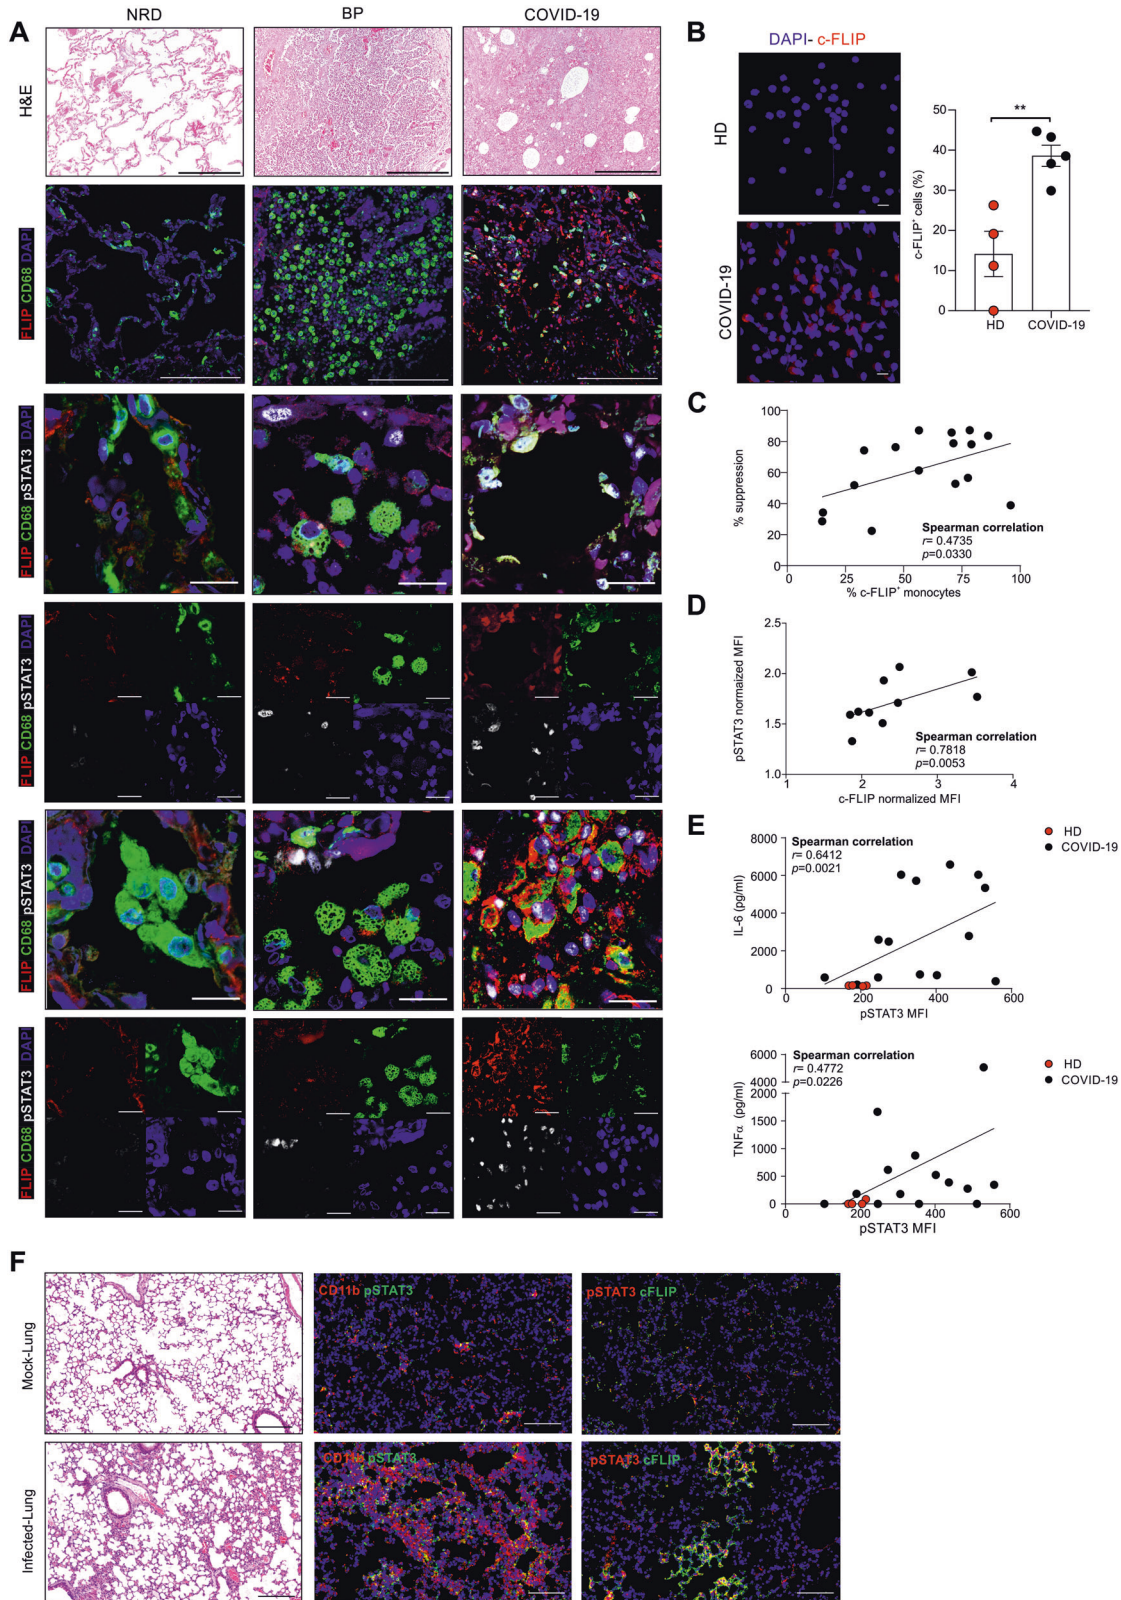 A
NRD
BP
COVID-19
H&E
FLIP CD68 DAPI
FLIP CD68 pSTAT3 DAPI
FLIP CD68 pSTAT3 DAPI
FLIP CD68 pSTAT3 DAPI
FLIP CD68 pSTAT3 DAPI
B
DAPI- c-FLIP
HD
COVID-19
**
c-FLIP+ cells (%)
50
40
30
20
10
0
HD
COVID-19
C
% suppression
100
80
60
40
20
0
Spearman correlation
r= 0.4735
p=0.0330
0
25
50
75
100
% c-FLIP+ monocytes
D
pSTAT3 normaized MFI
2.5
2.0
1.5
1.0
Spearman correlation
r= 0.7818
p=0.0053
1
2
3
4
c-FLIP normalized MFI
E
IL-6 (pg/ml)
8000
6000
4000
2000
0
Spearman correlation
r= 0.6412
p=0.0021
HD
COVID-19
0
200
400
600
pSTAT3 MFI
TNFα (pg/ml)
6000
4000
2000
1500
1000
500
0
Spearman correlation
r= 0.4772
p=0.0226
HD
COVID-19
0
200
400
600
pSTAT3 MFI
F
Mock-Lung
CD11b pSTAT3
pSTAT3 cFLIP
Infected-Lung
CD11b pSTAT3
pSTAT3 cFLIP